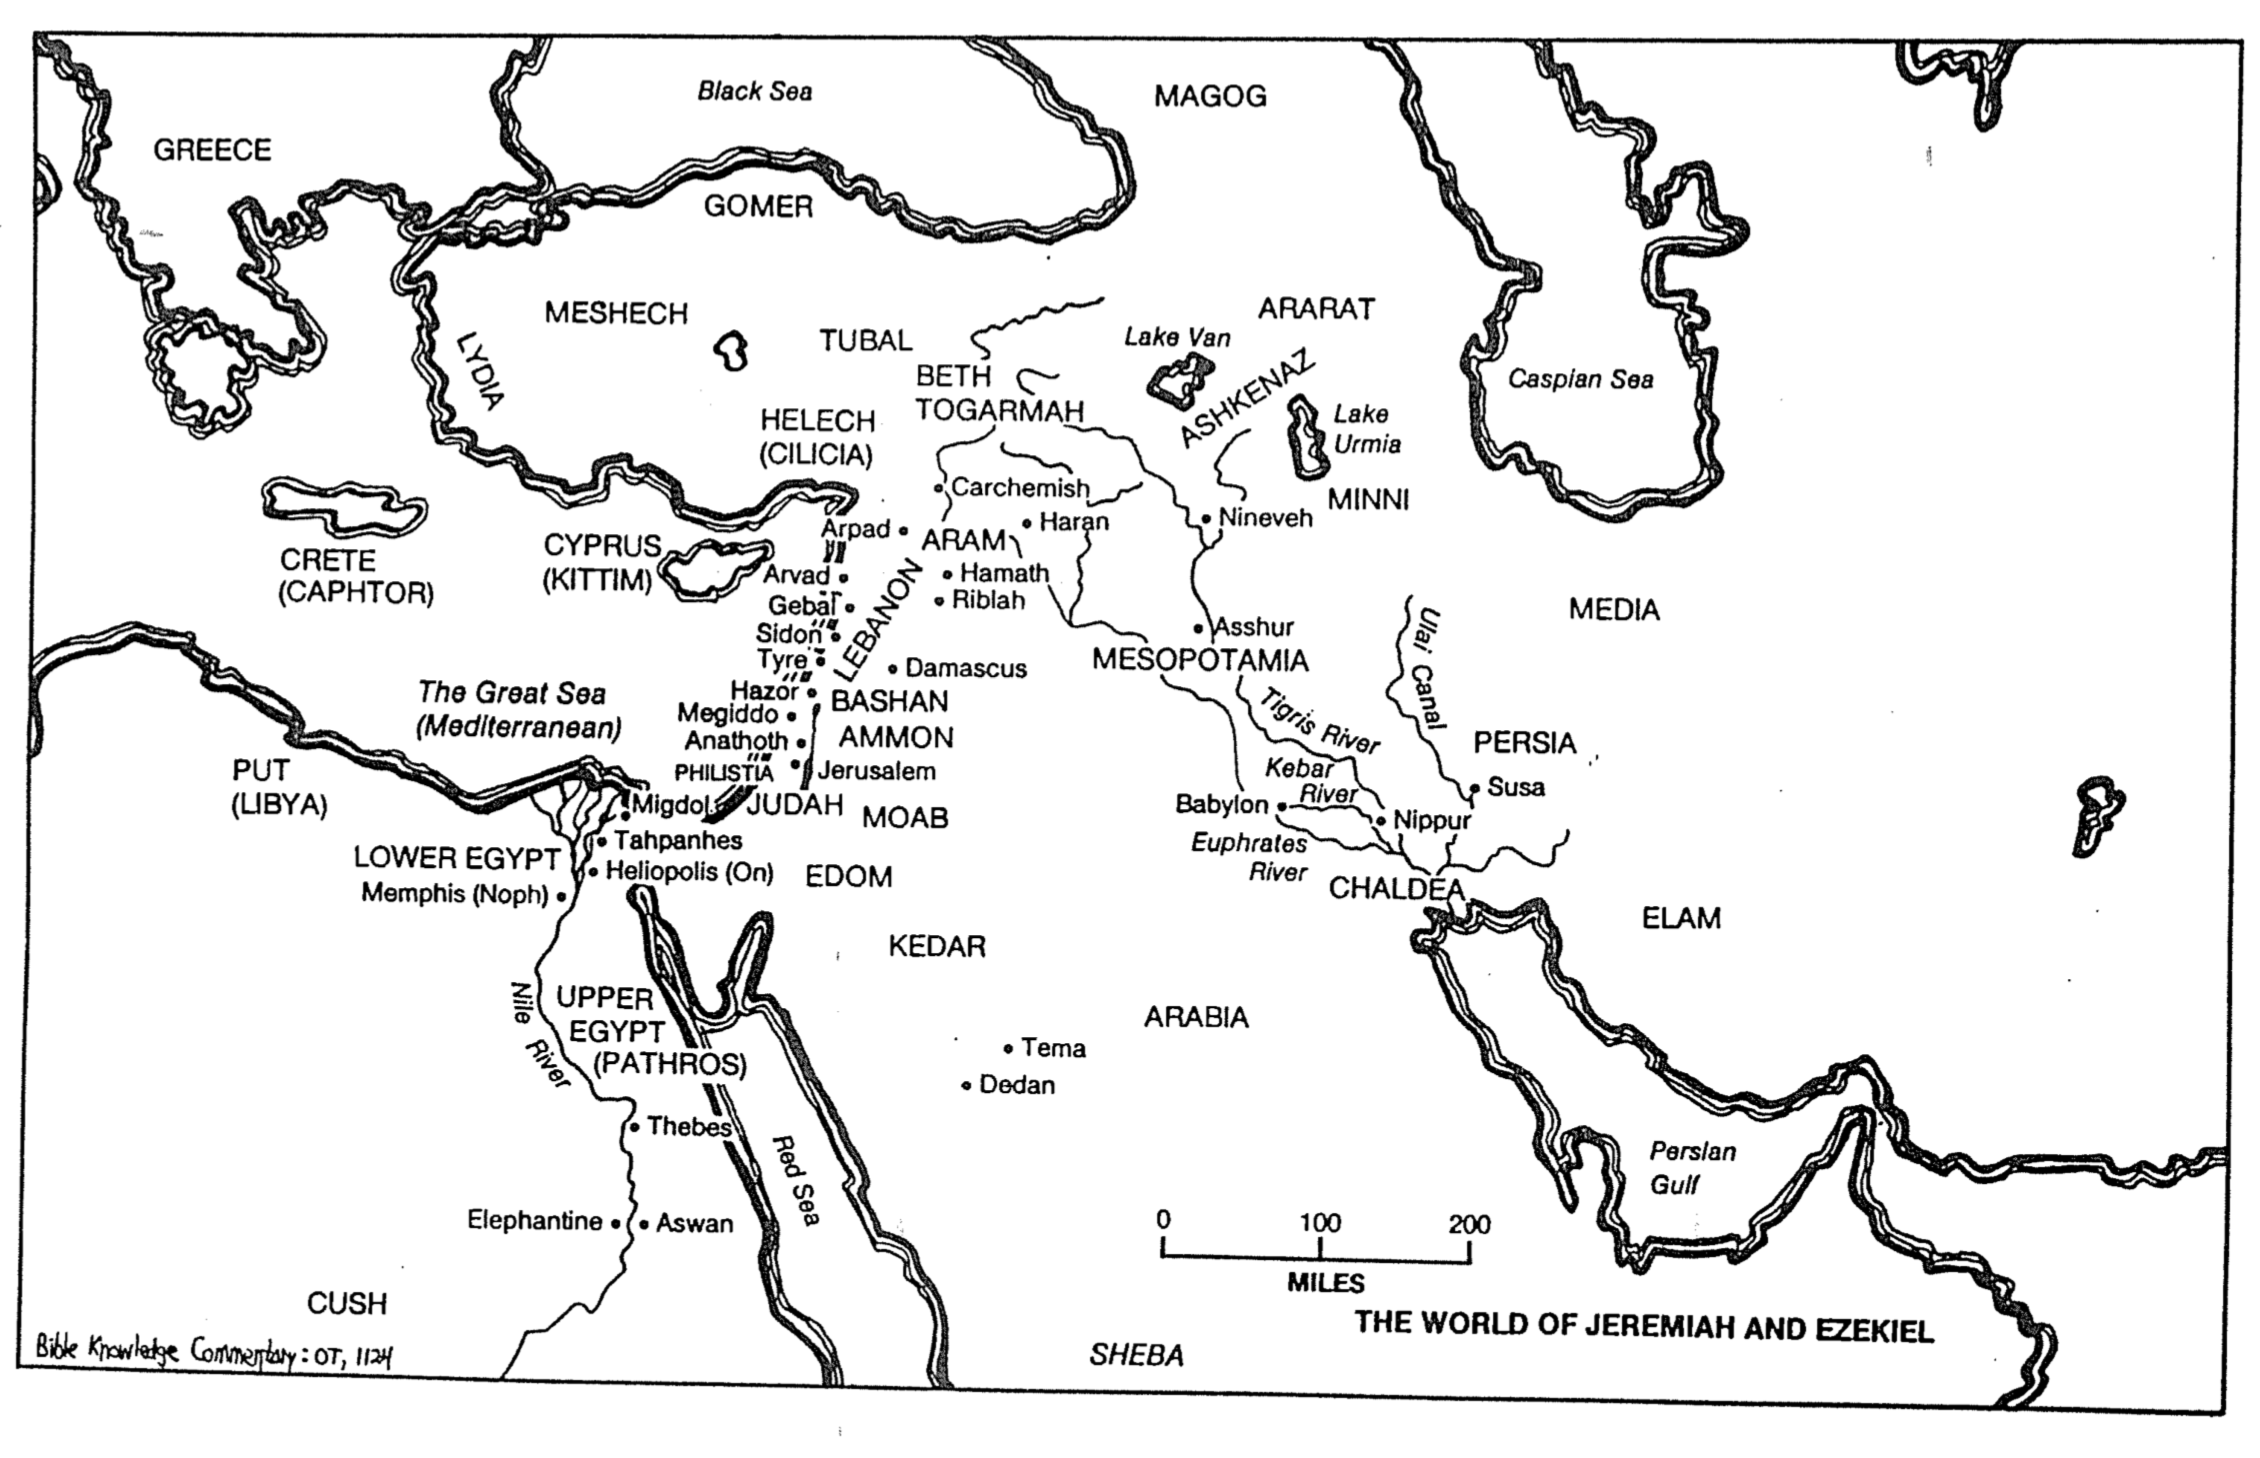 Black Sea
MAGOG
GREECE
GOMER
MESHECH
LYDIA
TUBAL
ARARAT
Lake Van
BETH
TOGARMAH
ASHKENAZ
Lake
Urmia
Caspian Sea
HELECH
(CILICIA)
Carchemish
MINNI
Arpad
Haran
Nineveh
ARAM
CRETE
(CAPHTOR)
CYPRUS
(KITTIM)
Arvad
Hamath
Gebal
Riblah
LEBANON
Sidon
Asshur
MEDIA
Ulai Canal
Tyre
Damascus
MESOPOTAMIA
The Great Sea
(Mediterranean)
Hazor
BASHAN
Megiddo
Tigris River
Anathoth
AMMON
PERSIA
PUT
(LIBYA)
PHILISTIA
Jerusalem
Kebar
River
Susa
Migdol
JUDAH
MOAB
Babylon
Nippur
Tahpanhes
Euphrates
River
LOWER EGYPT
Heliopolis (On)
EDOM
Memphis (Noph)
CHALDEA
ELAM
KEDAR
Nile River
UPPER
EGYPT
(PATHROS)
ARABIA
Tema
Dedan
Thebes
Red Sea
Persian
Gulf
Elephantine
Aswan
0 100 200
MILES
CUSH
THE WORLD OF JEREMIAH AND EZEKIEL
SHEBA
Bible Knowledge Commentary: OT, 1124